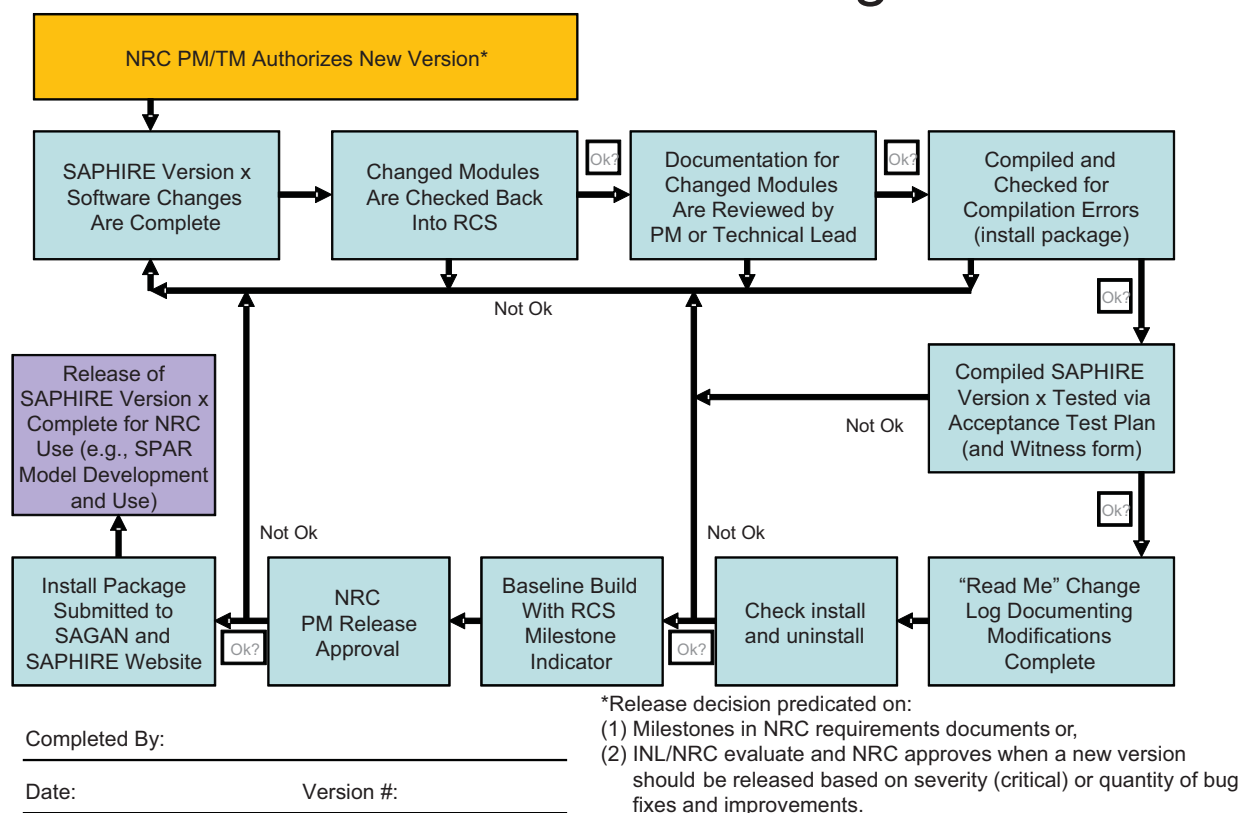 NRC PM/TM Authorizes New Version*
SAPHIRE Version x
Software Changes
Are Complete
Changed Modules
Are Checked Back
Into RCS
Ok?
Documentation for
Changed Modules
Are Reviewed by
PM or Technical Lead
Ok?
Compiled and
Checked for
Compilation Errors
(install package)
Not Ok
Ok?
Release of
SAPHIRE Version x
Complete for NRC
Use (e.g., SPAR
Model Development
and Use)
Compiled SAPHIRE
Version x Tested via
Acceptance Test Plan
(and Witness form)
Not Ok
Ok?
Not Ok
Not Ok
Install Package
Submitted to
SAGAN and
SAPHIRE Website
Ok?
NRC
PM Release
Approval
Baseline Build
With RCS
Milestone
Indicator
Ok?
Check install
and uninstall
“Read Me” Change
Log Documenting
Modifications
Complete
*Release decision predicated on:
(1) Milestones in NRC requirements documents or,
(2) INL/NRC evaluate and NRC approves when a new version
should be released based on severity (critical) or quantity of bug
fixes and improvements.
Completed By:
Date: Version #: